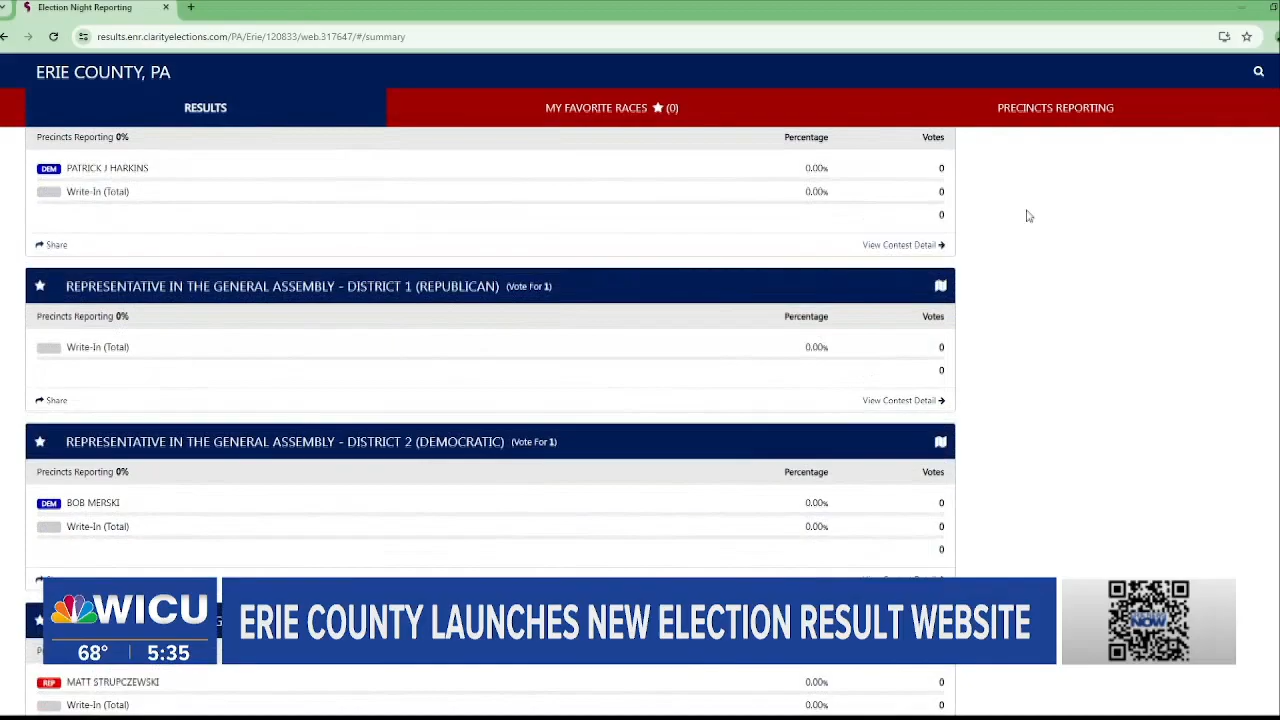 Election Night Reporting
results.enr.clarityelections.com/PA/Erie/120833/web.317647/#/summary
ERIE COUNTY, PA
RESULTS MY FAVORITE RACES (0) PRECINCTS REPORTING
Precincts Reporting 0% Percentage Votes
DEM PATRICK J HARKINS 0.00% 0
Write-In (Total) 0.00% 0
0
Share View Contest Detail
REPRESENTATIVE IN THE GENERAL ASSEMBLY - DISTRICT 1 (REPUBLICAN) (Vote For 1)
Precincts Reporting 0% Percentage Votes
Write-In (Total) 0.00% 0
0
Share View Contest Detail
REPRESENTATIVE IN THE GENERAL ASSEMBLY - DISTRICT 2 (DEMOCRATIC) (Vote For 1)
Precincts Reporting 0% Percentage Votes
DEM BOB MERSKI 0.00% 0
Write-In (Total) 0.00% 0
0
WICU
68° 5:35
ERIE COUNTY LAUNCHES NEW ELECTION RESULT WEBSITE
NOW
REP MATT STRUPCZEWSKI 0.00% 0
Write-In (Total) 0.00% 0